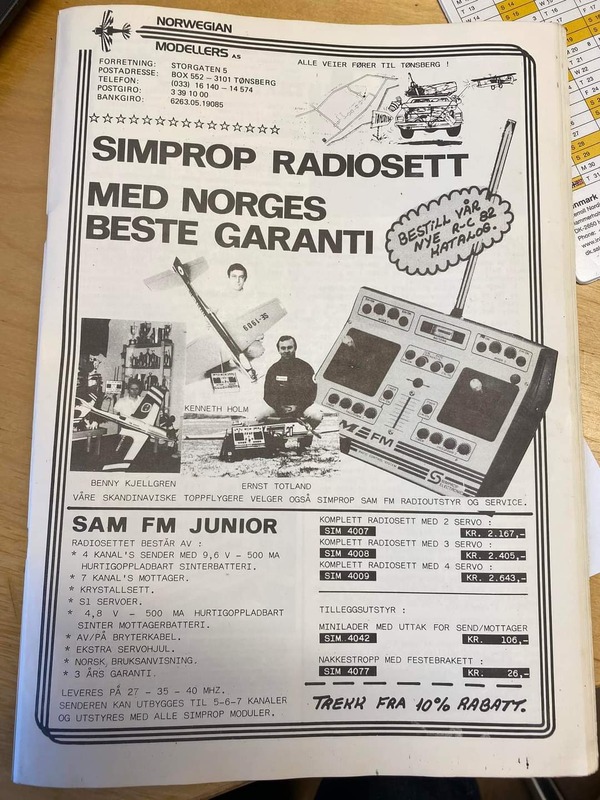 NORWEGIAN
MODELLERS AS
FORRETNING: STORGATEN 5
POSTADRESSE: BOX 552 – 3101 TØNSBERG
TELEFON: (033) 16 140 – 14 574
POSTGIRO: 3 39 10 00
BANKGIRO: 6263.05.19085
ALLE VEIER FØRER TIL TØNSBERG !
SIMPROP RADIOSETT
MED NORGES
BESTE GARANTI
BESTILL VÅR
NYE R-C 82
KATALOG.
SE-1909
KENNETH HOLM
BENNY KJELLGREN
ERNST TOTLAND
FM
VÅRE SKANDINAVISKE TOPPFLYGERE VELGER OGSÅ SIMPROP SAM FM RADIOUTSTYR OG SERVICE.
SAM FM JUNIOR
RADIOSETTET BESTÅR AV :
* 4 KANAL'S SENDER MED 9,6 V – 500 MA
HURTIGOPPLADBART SINTERBATTERI.
* 7 KANAL'S MOTTAGER.
* KRYSTALLSETT.
* S1 SERVOER.
* 4,8 V – 500 MA HURTIGOPPLADBART
SINTER MOTTAGERBATTERI.
* AV/PÅ BRYTERKABEL.
* EKSTRA SERVOHJUL.
* NORSK BRUKSANVISNING.
* 3 ÅRS GARANTI.
LEVERES PÅ 27 – 35 – 40 MHZ.
SENDEREN KAN UTBYGGES TIL 5-6-7 KANALER
OG UTSTYRES MED ALLE SIMPROP MODULER.
KOMPLETT RADIOSETT MED 2 SERVO :
SIM 4007 KR. 2.167,-
KOMPLETT RADIOSETT MED 3 SERVO :
SIM 4008 KR. 2.405,-
KOMPLETT RADIOSETT MED 4 SERVO :
SIM 4009 KR. 2.643,-
TILLEGGSUTSTYR :
MINILADER MED UTTAK FOR SEND/MOTTAGER
SIM.4042 KR. 106,-
NAKKESTROPP MED FESTEBRAKETT :
SIM 4077 KR. 26,-
TREKK FRA 10% RABATT.